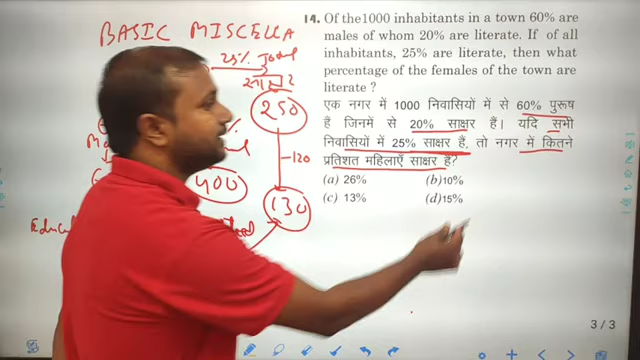 BASIC MISCELLA
25% Total
250
120
400
130
14. Of the1000 inhabitants in a town 60% are
males of whom 20% are literate. If of all
inhabitants, 25% are literate, then what
percentage of the females of the town are
literate ?
एक नगर में 1000 निवासियों में से 60% पुरूष
हैं जिनमें से 20% साक्षर हैं। यदि सभी
निवासियों में 25% साक्षर हैं, तो नगर में कितने
प्रतिशत महिलाएँ साक्षर हैं?
(a) 26% (b)10%
(c) 13% (d)15%
3 / 3